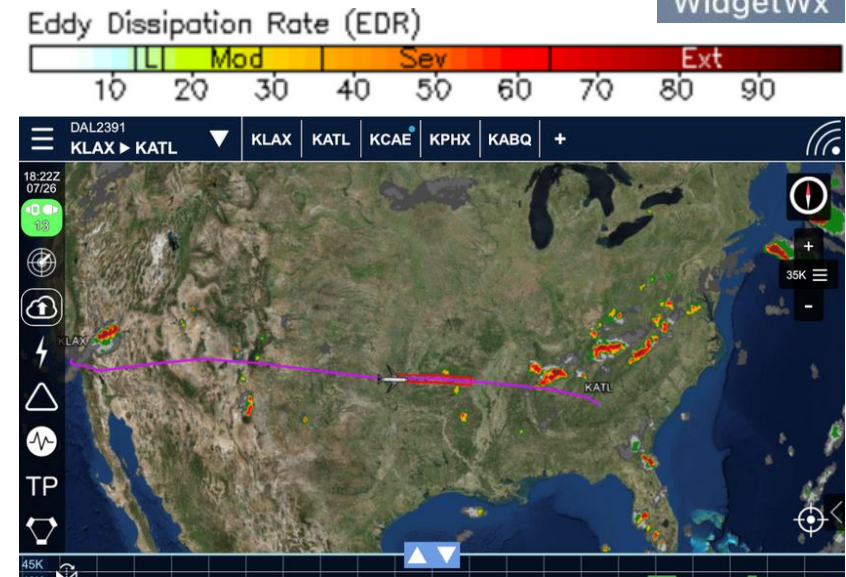 WidgetWx
Eddy Dissipation Rate (EDR)
L Mod Sev Ext
10 20 30 40 50 60 70 80 90
DAL2391
KLAX ▶ KATL ▼ KLAX KATL KCAE KPHX KABQ +
18:22Z
07/26
13
+
35K
-
KLAX
KATL
TP
45K